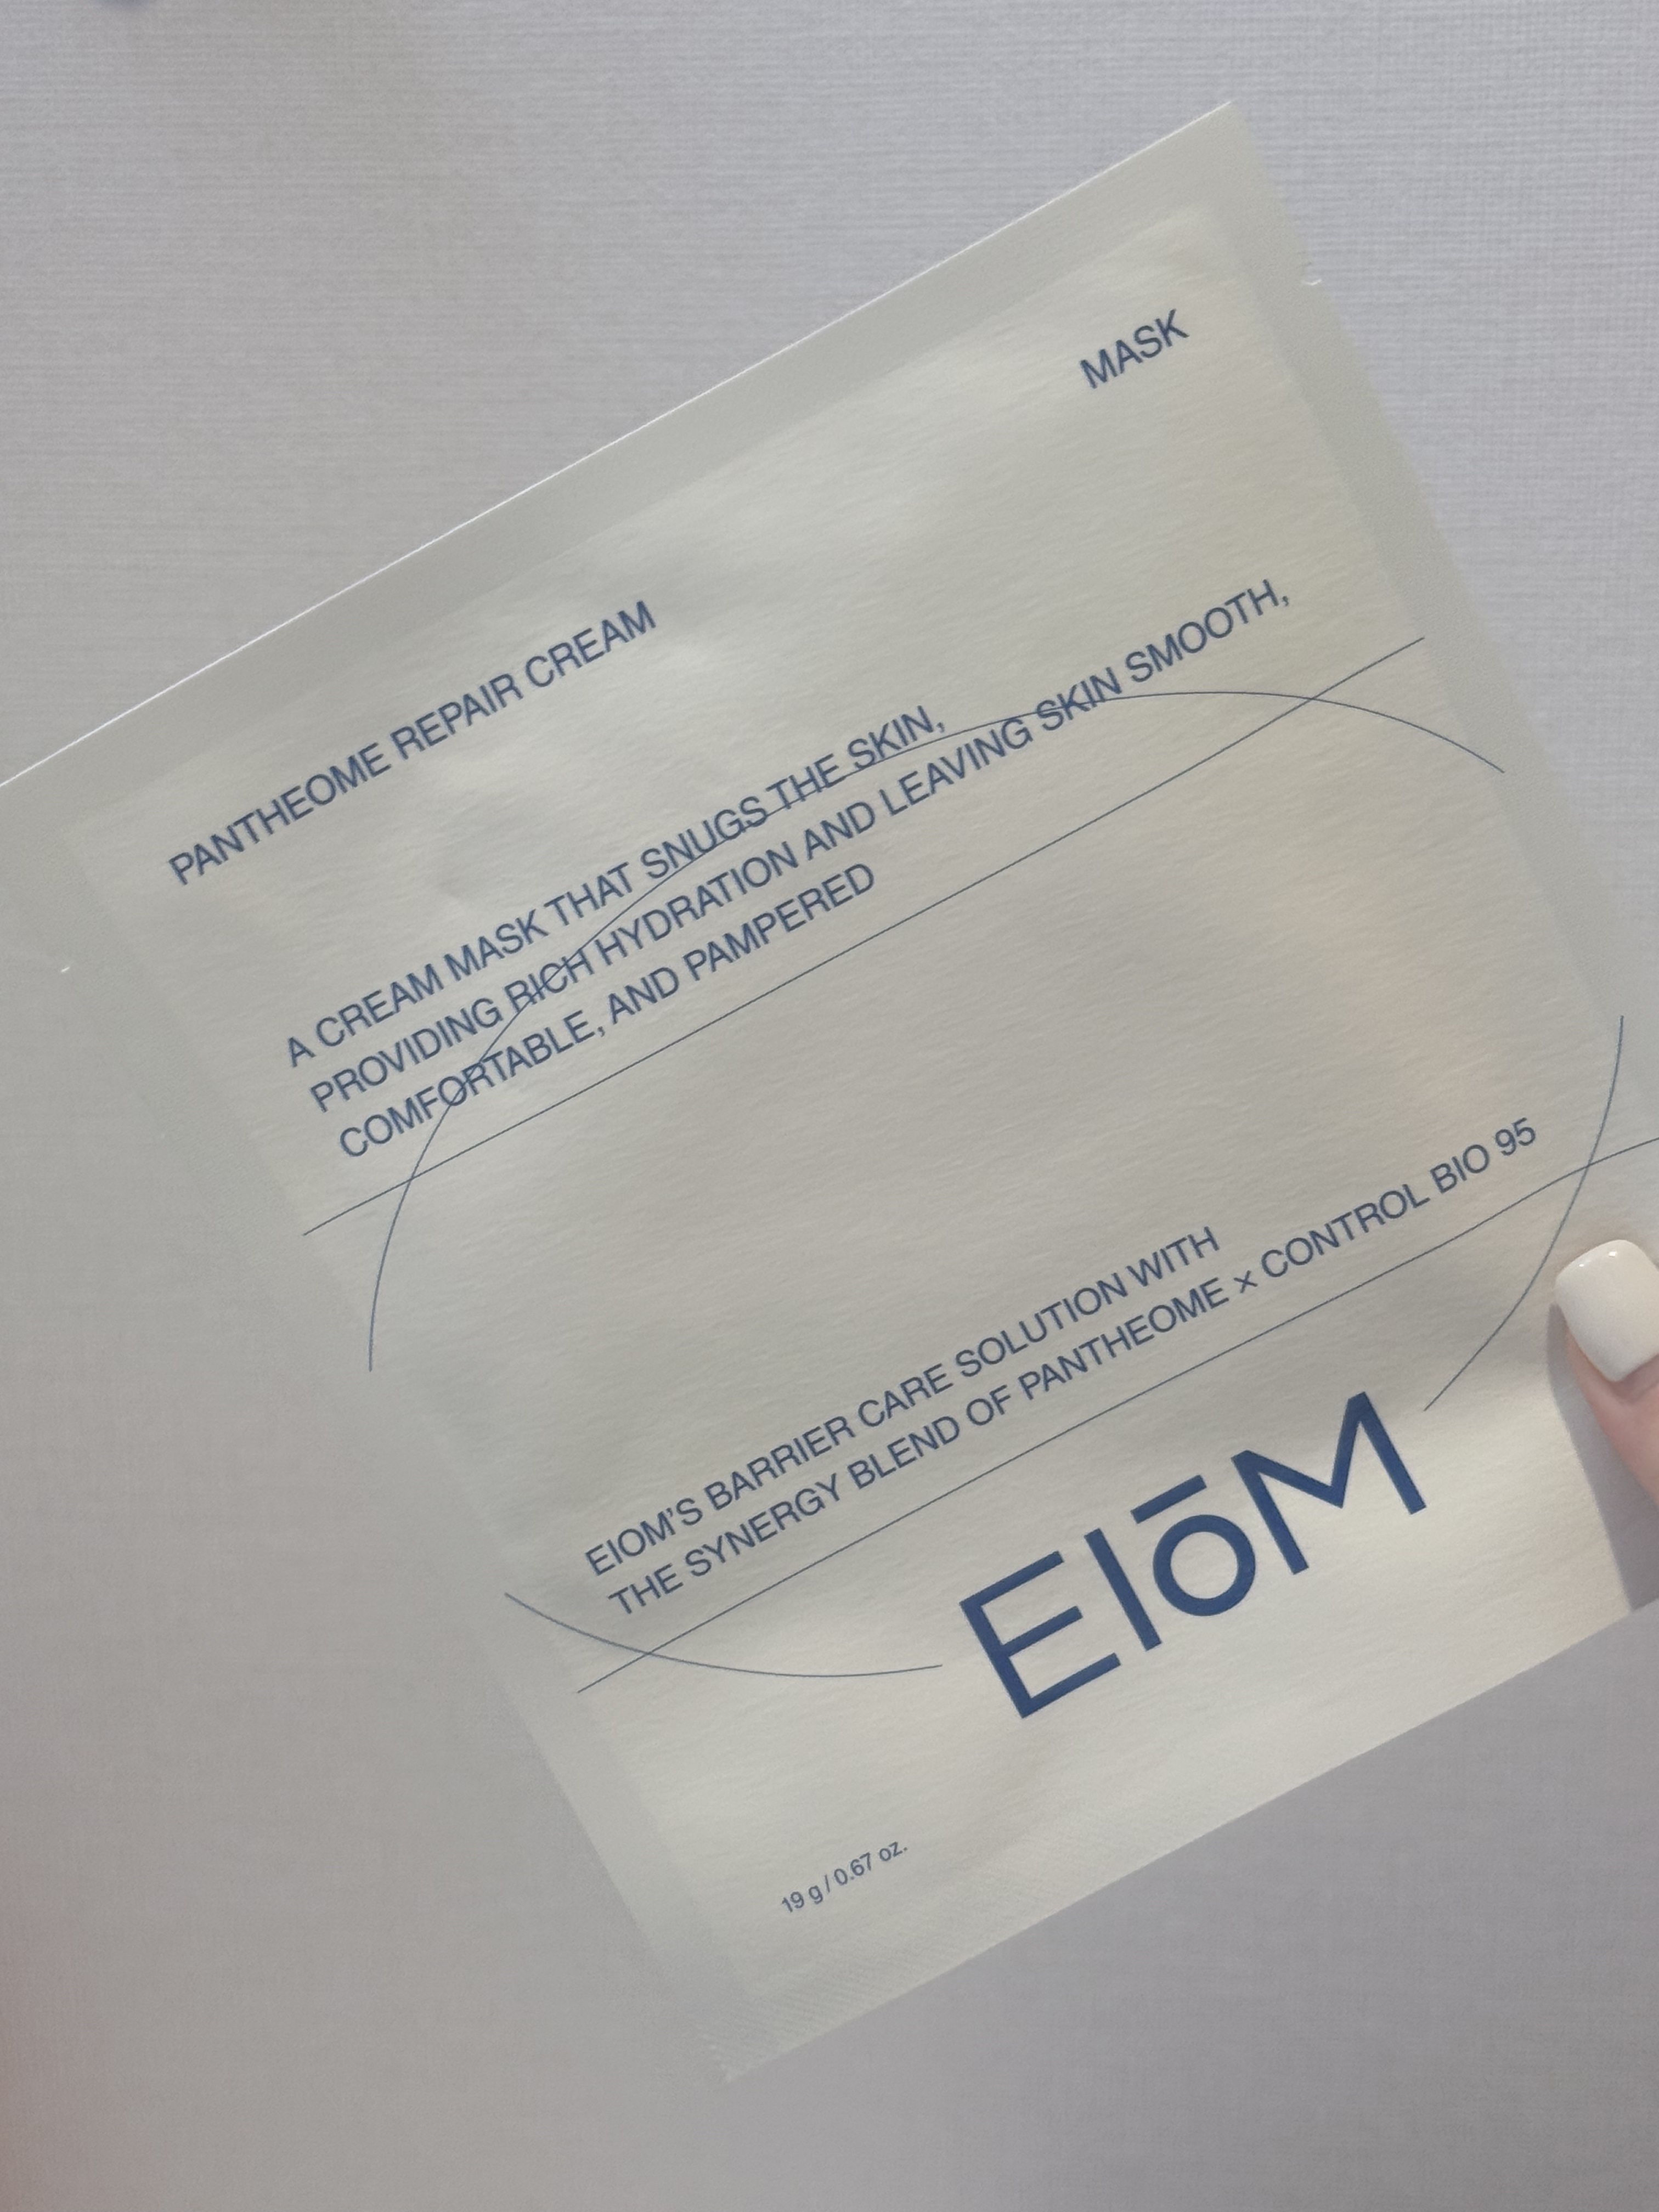 PANTHEOME REPAIR CREAM
MASK
A CREAM MASK THAT SNUGS THE SKIN,
PROVIDING RICH HYDRATION AND LEAVING SKIN SMOOTH,
COMFORTABLE, AND PAMPERED
EIOM’S BARRIER CARE SOLUTION WITH
THE SYNERGY BLEND OF PANTHEOME × CONTROL BIO 95
EIōM
19 g / 0.67 oz.